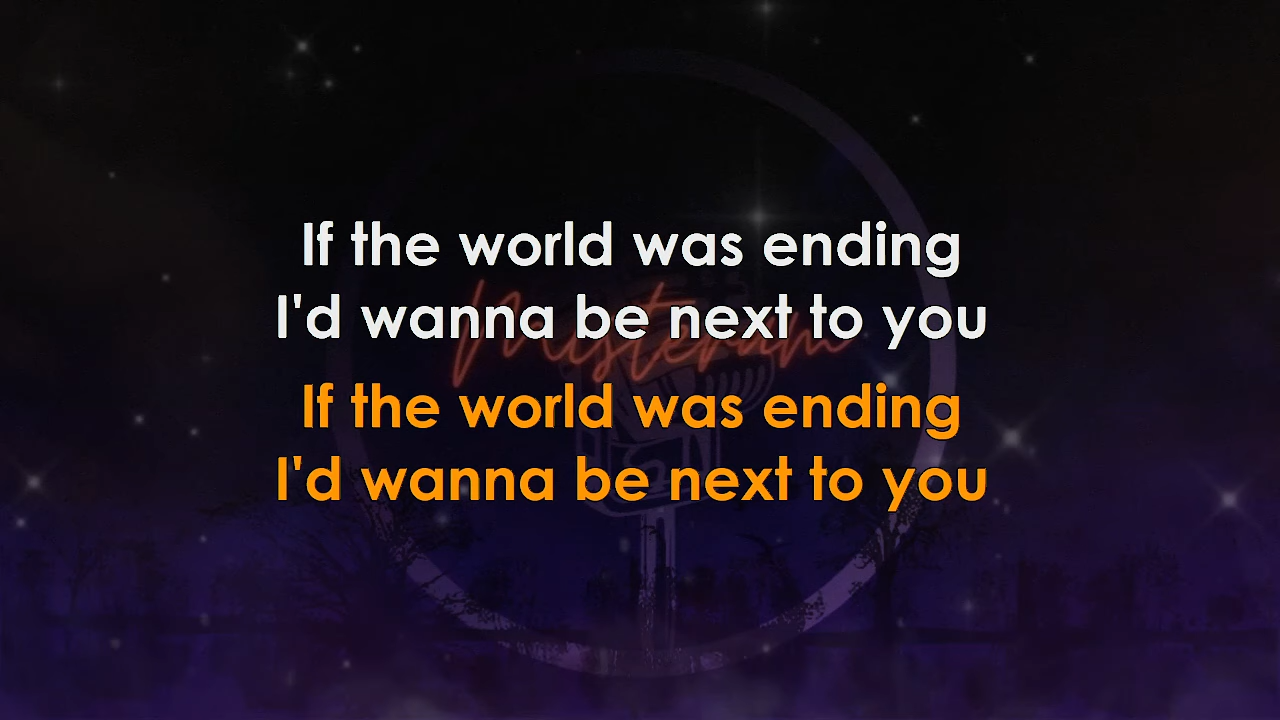 If the world was ending
I'd wanna be next to you
Misteram
If the world was ending
I'd wanna be next to you